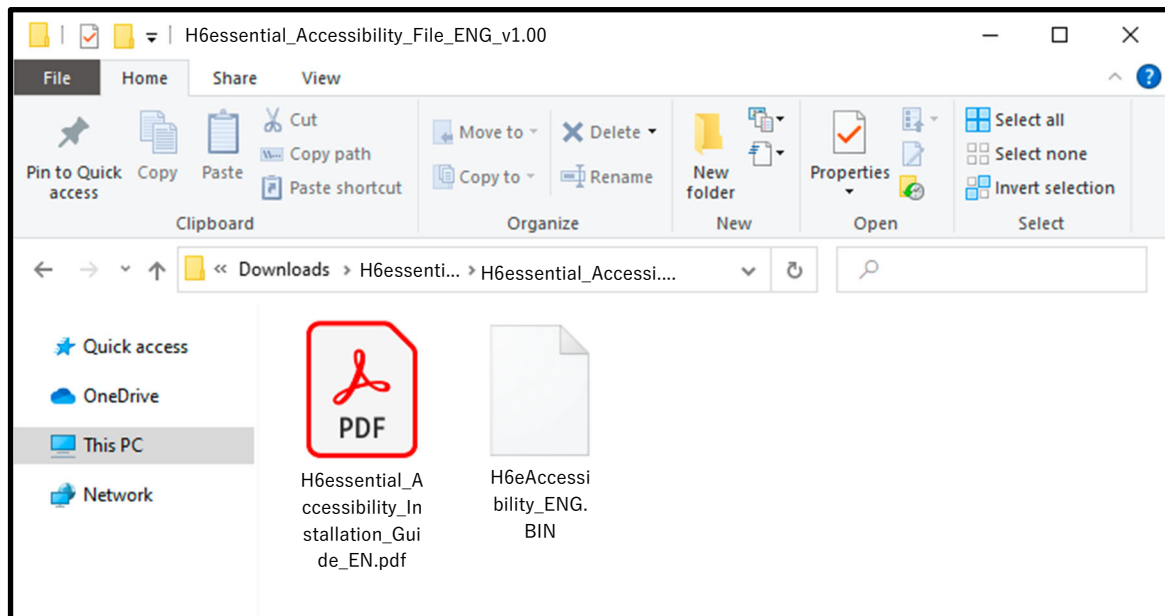 H6essential_Accessibility_File_ENG_v1.00
File Home Share View
?
Pin to Quick access
Copy
Paste
Cut
Copy path
Paste shortcut
Clipboard
Move to
Copy to
Delete
Rename
Organize
New folder
New
Properties
Open
Select all
Select none
Invert selection
Select
« Downloads > H6essenti... > H6essential_Accessi....
Quick access
OneDrive
This PC
Network
PDF
H6essential_A
ccessibility_In
stallation_Gui
de_EN.pdf
H6eAccessi
bility_ENG.
BIN